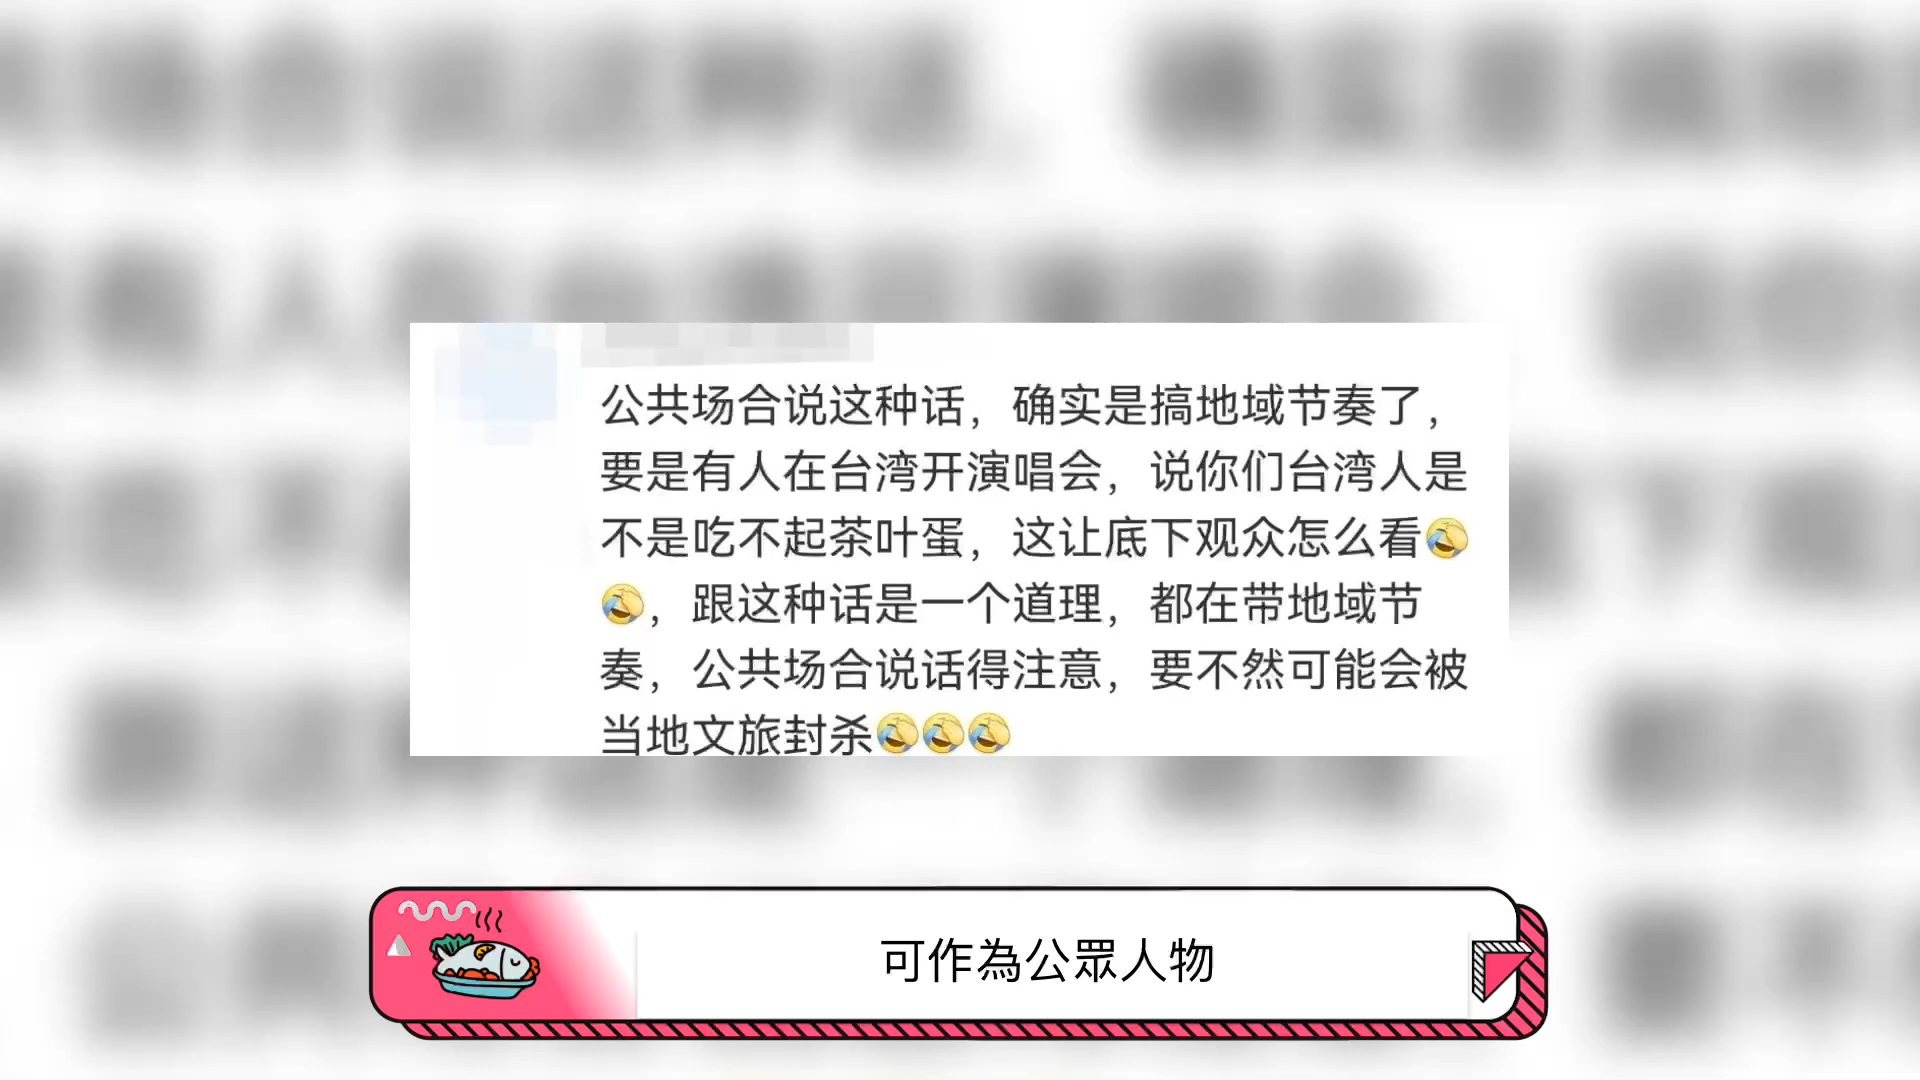 公共场合说这种话，确实是搞地域节奏了，
要是有人在台湾开演唱会，说你们台湾人是
不是吃不起茶叶蛋，这让底下观众怎么看🤣
🤣，跟这种话是一个道理，都在带地域节
奏，公共场合说话得注意，要不然可能会被
当地文旅封杀🤣🤣🤣
可作為公眾人物